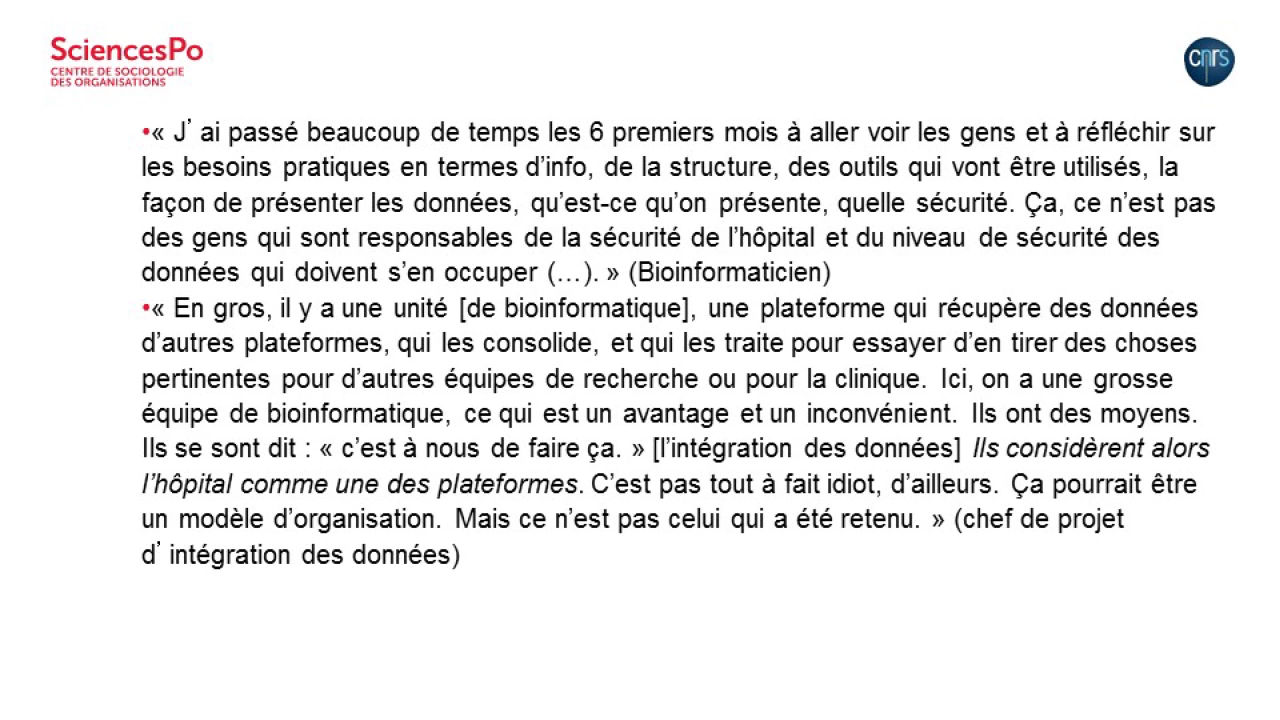 SciencesPo
CENTRE DE SOCIOLOGIE
DES ORGANISATIONS
cnrs
•« J’ ai passé beaucoup de temps les 6 premiers mois à aller voir les gens et à réfléchir sur
les besoins pratiques en termes d’info, de la structure, des outils qui vont être utilisés, la
façon de présenter les données, qu’est-ce qu’on présente, quelle sécurité. Ça, ce n’est pas
des gens qui sont responsables de la sécurité de l’hôpital et du niveau de sécurité des
données qui doivent s’en occuper (…). » (Bioinformaticien)
•« En gros, il y a une unité [de bioinformatique], une plateforme qui récupère des données
d’autres plateformes, qui les consolide, et qui les traite pour essayer d’en tirer des choses
pertinentes pour d’autres équipes de recherche ou pour la clinique. Ici, on a une grosse
équipe de bioinformatique, ce qui est un avantage et un inconvénient. Ils ont des moyens.
Ils se sont dit : « c’est à nous de faire ça. » [l’intégration des données] Ils considèrent alors
l’hôpital comme une des plateformes. C’est pas tout à fait idiot, d’ailleurs. Ça pourrait être
un modèle d’organisation. Mais ce n’est pas celui qui a été retenu. » (chef de projet
d’ intégration des données)